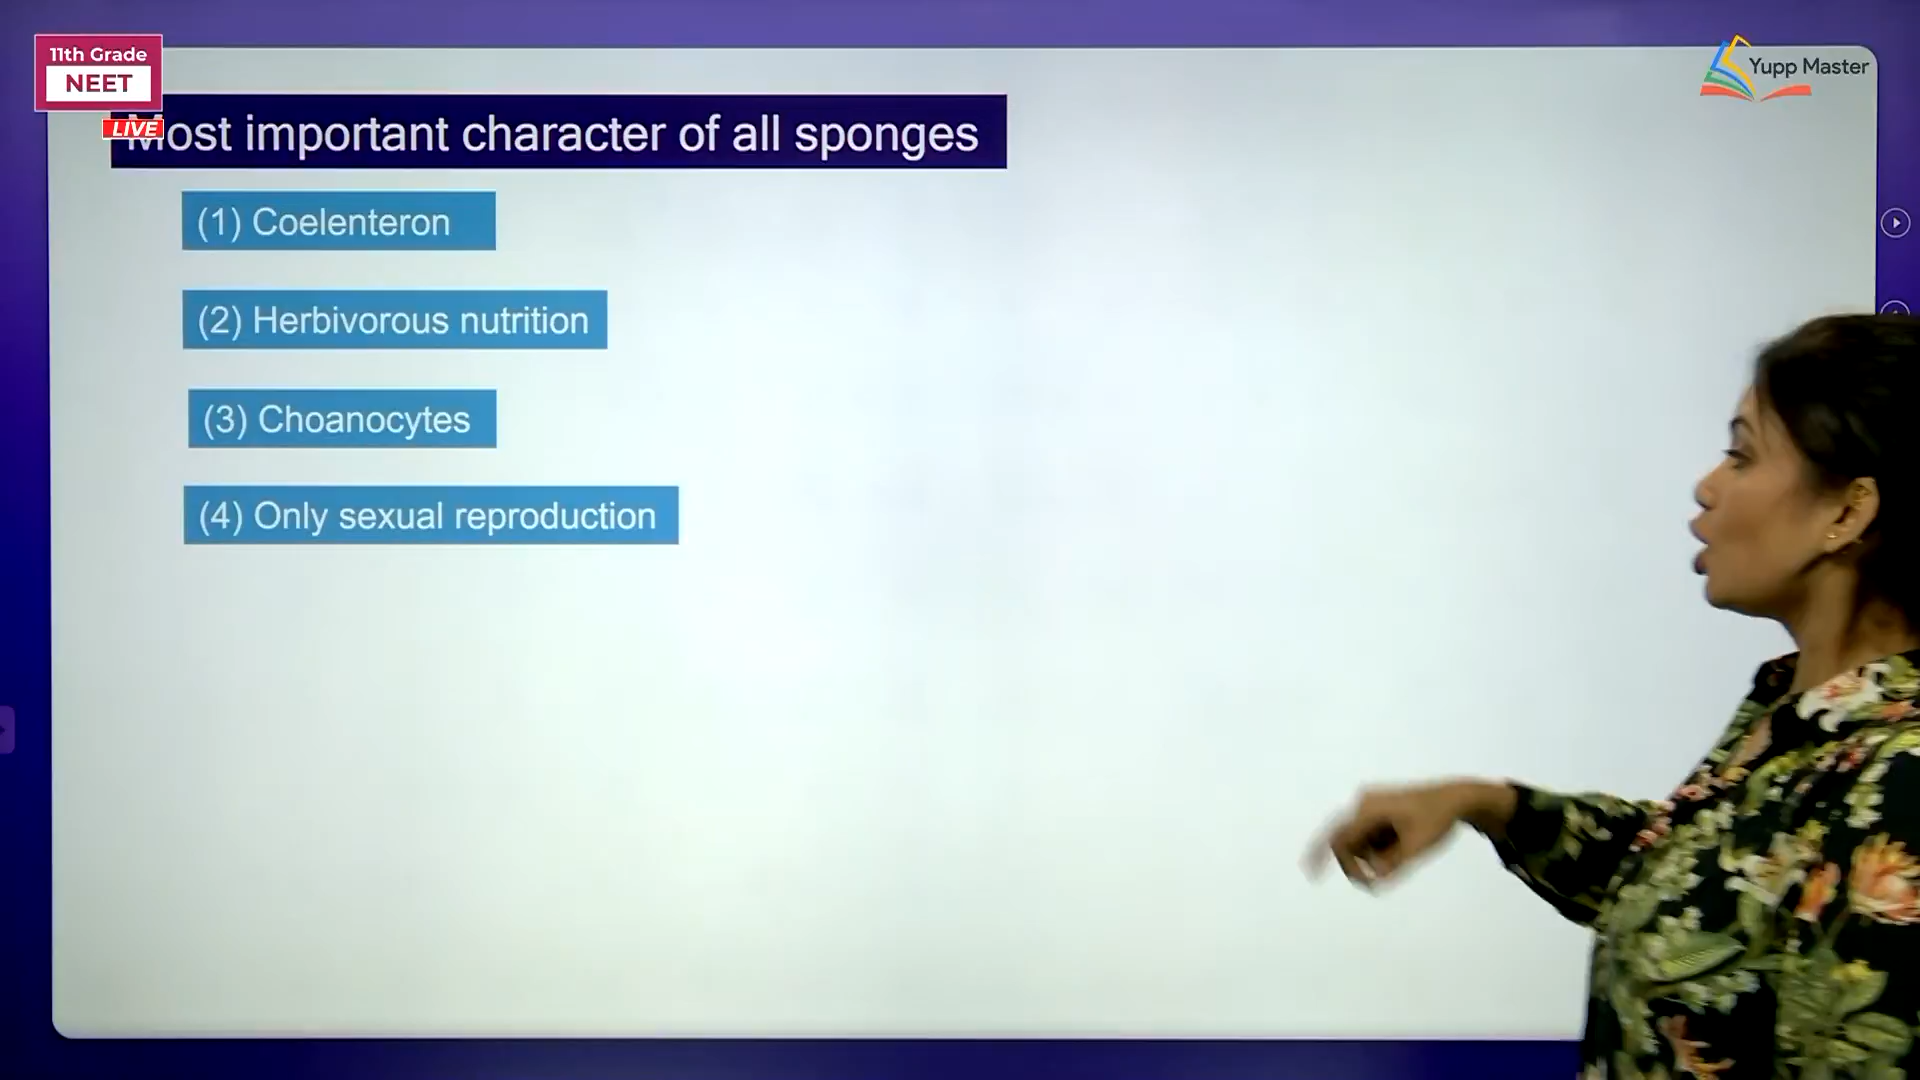 11th Grade
NEET
LIVE
Yupp Master
Most important character of all sponges
(1) Coelenteron
(2) Herbivorous nutrition
(3) Choanocytes
(4) Only sexual reproduction